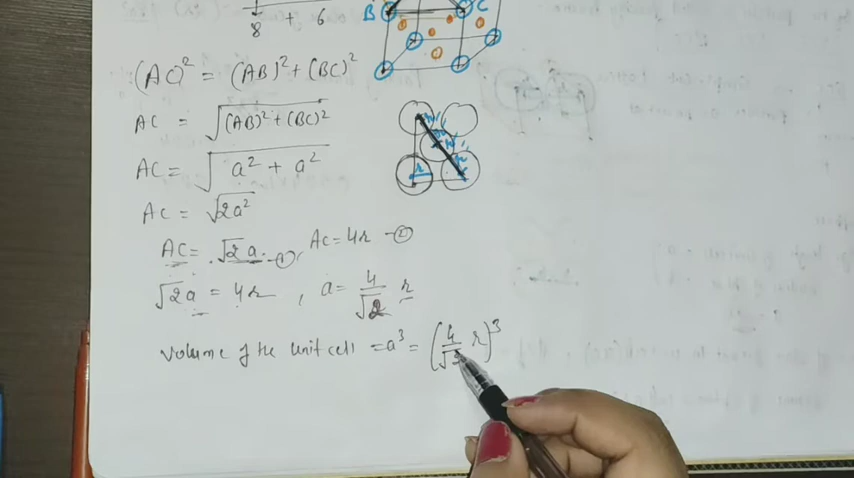 8 + 6
B C
(AC)² = (AB)² + (BC)²
AC = √(AB)² + (BC)²
AC = √a² + a²
AC = √2a²
AC = √2 a. -①, AC = 4r -②
√2a = 4r , a = 4/√2 r
Volume of the unit cell = a³ = (4/√2 r)³